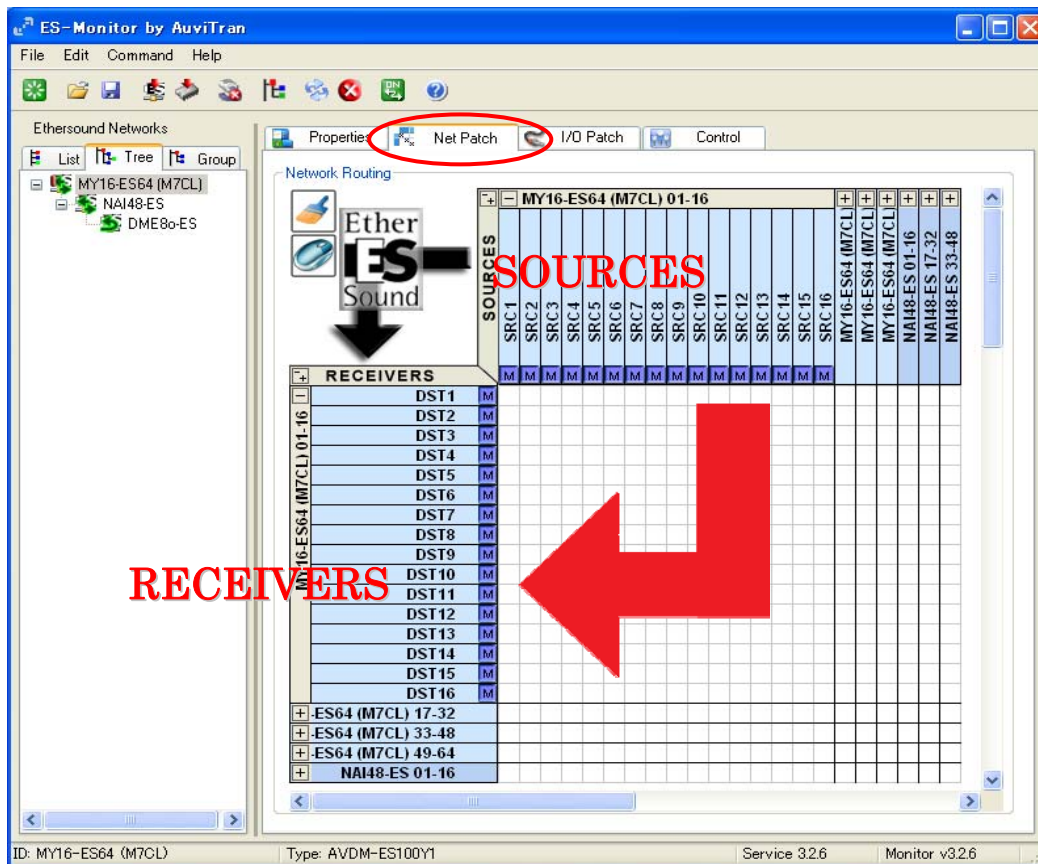 ES-Monitor by AuviTran
File Edit Command Help
Ethersound Networks
List Tree Group
MY16-ES64 (M7CL)
NAI48-ES
DME8o-ES
Properties Net Patch I/O Patch Control
Network Routing
Ether
ES
Sound
SOURCES
MY16-ES64 (M7CL) 01-16
SRC1
SRC2
SRC3
SRC4
SRC5
SRC6
SRC7
SRC8
SRC9
SRC10
SRC11
SRC12
SRC13
SRC14
SRC15
SRC16
MY16-ES64 (M7CL)
MY16-ES64 (M7CL)
MY16-ES64 (M7CL)
NAI48-ES 01-16
NAI48-ES 17-32
NAI48-ES 33-48
SOURCES
M M M M M M M M M M M M M M M M
RECEIVERS
MY16-ES64 (M7CL) 01-16
DST1 M
DST2 M
DST3 M
DST4 M
DST5 M
DST6 M
DST7 M
DST8 M
DST9 M
DST10 M
DST11 M
DST12 M
DST13 M
DST14 M
DST15 M
DST16 M
RECEIVERS
-ES64 (M7CL) 17-32
-ES64 (M7CL) 33-48
-ES64 (M7CL) 49-64
NAI48-ES 01-16
ID: MY16-ES64 (M7CL) Type: AVDM-ES100Y1 Service 3.2.6 Monitor v3.2.6